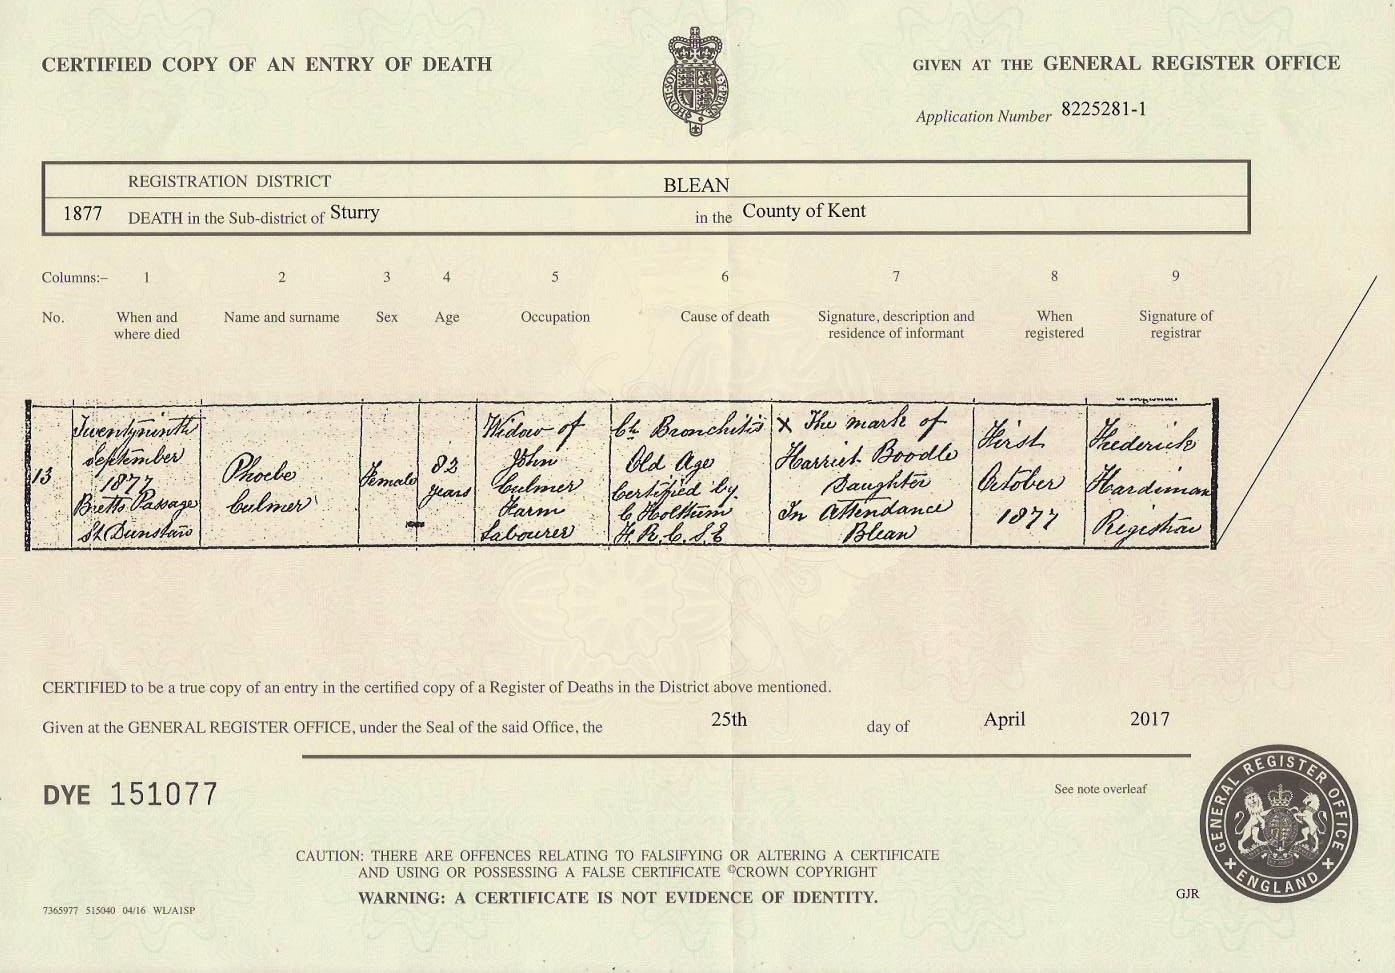 CERTIFIED COPY OF AN ENTRY OF DEATH
GIVEN AT THE GENERAL REGISTER OFFICE
Application Number 8225281-1
REGISTRATION DISTRICT BLEAN
1877 DEATH in the Sub-district of Sturry in the County of Kent
Columns:– 1 2 3 4 5 6 7 8 9
No.
When and
where died
Name and surname
Sex
Age
Occupation
Cause of death
Signature, description and
residence of informant
When
registered
Signature of
registrar
13
Twentyninth
September
1877
Bretts Passage
St. Dunstan
Phoebe
Culmer
Female
82
years
Widow of
John
Culmer
Farm
Labourer
Ch Bronchitis
Old Age
Certified by
C Holttum
F. R. C. S. E
X The mark of
Harriet Boodle
Daughter
In Attendance
Blean
First
October
1877
Frederick
Hardiman
Registrar
CERTIFIED to be a true copy of an entry in the certified copy of a Register of Deaths in the District above mentioned.
Given at the GENERAL REGISTER OFFICE, under the Seal of the said Office, the 25th day of April 2017
DYE 151077
See note overleaf
GENERAL REGISTER OFFICE
ENGLAND
CAUTION: THERE ARE OFFENCES RELATING TO FALSIFYING OR ALTERING A CERTIFICATE
AND USING OR POSSESSING A FALSE CERTIFICATE ©CROWN COPYRIGHT
WARNING: A CERTIFICATE IS NOT EVIDENCE OF IDENTITY.
GJR
7365977 515040 04/16 WL/A1SP